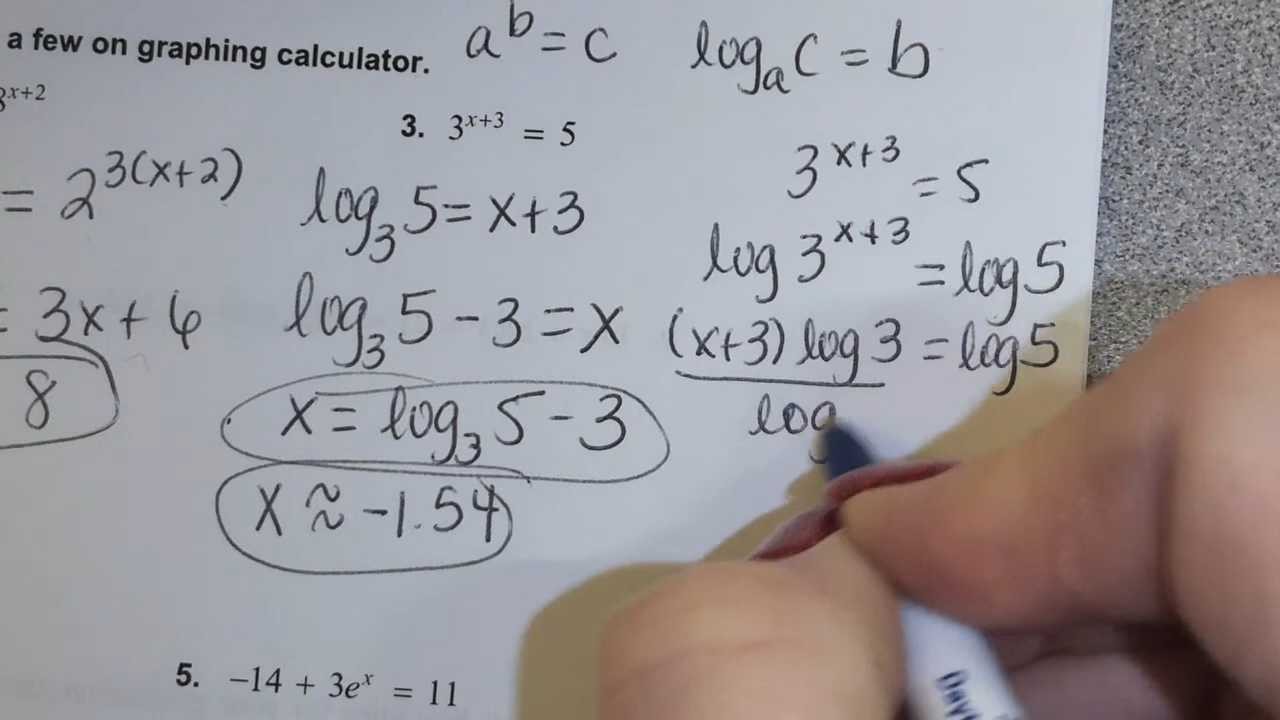 a few on graphing calculator.
a^b = c
log_a c = b
3^{x+2}
3. 3^{x+3} = 5
= 2^{3(x+2)}
= 3x + 6
8
log_3 5 = x+3
log_3 5 - 3 = x
x = log_3 5 - 3
x ≈ -1.54
3^{x+3} = 5
log 3^{x+3} = log 5
(x+3) log 3 = log 5
log
5. -14 + 3e^x = 11